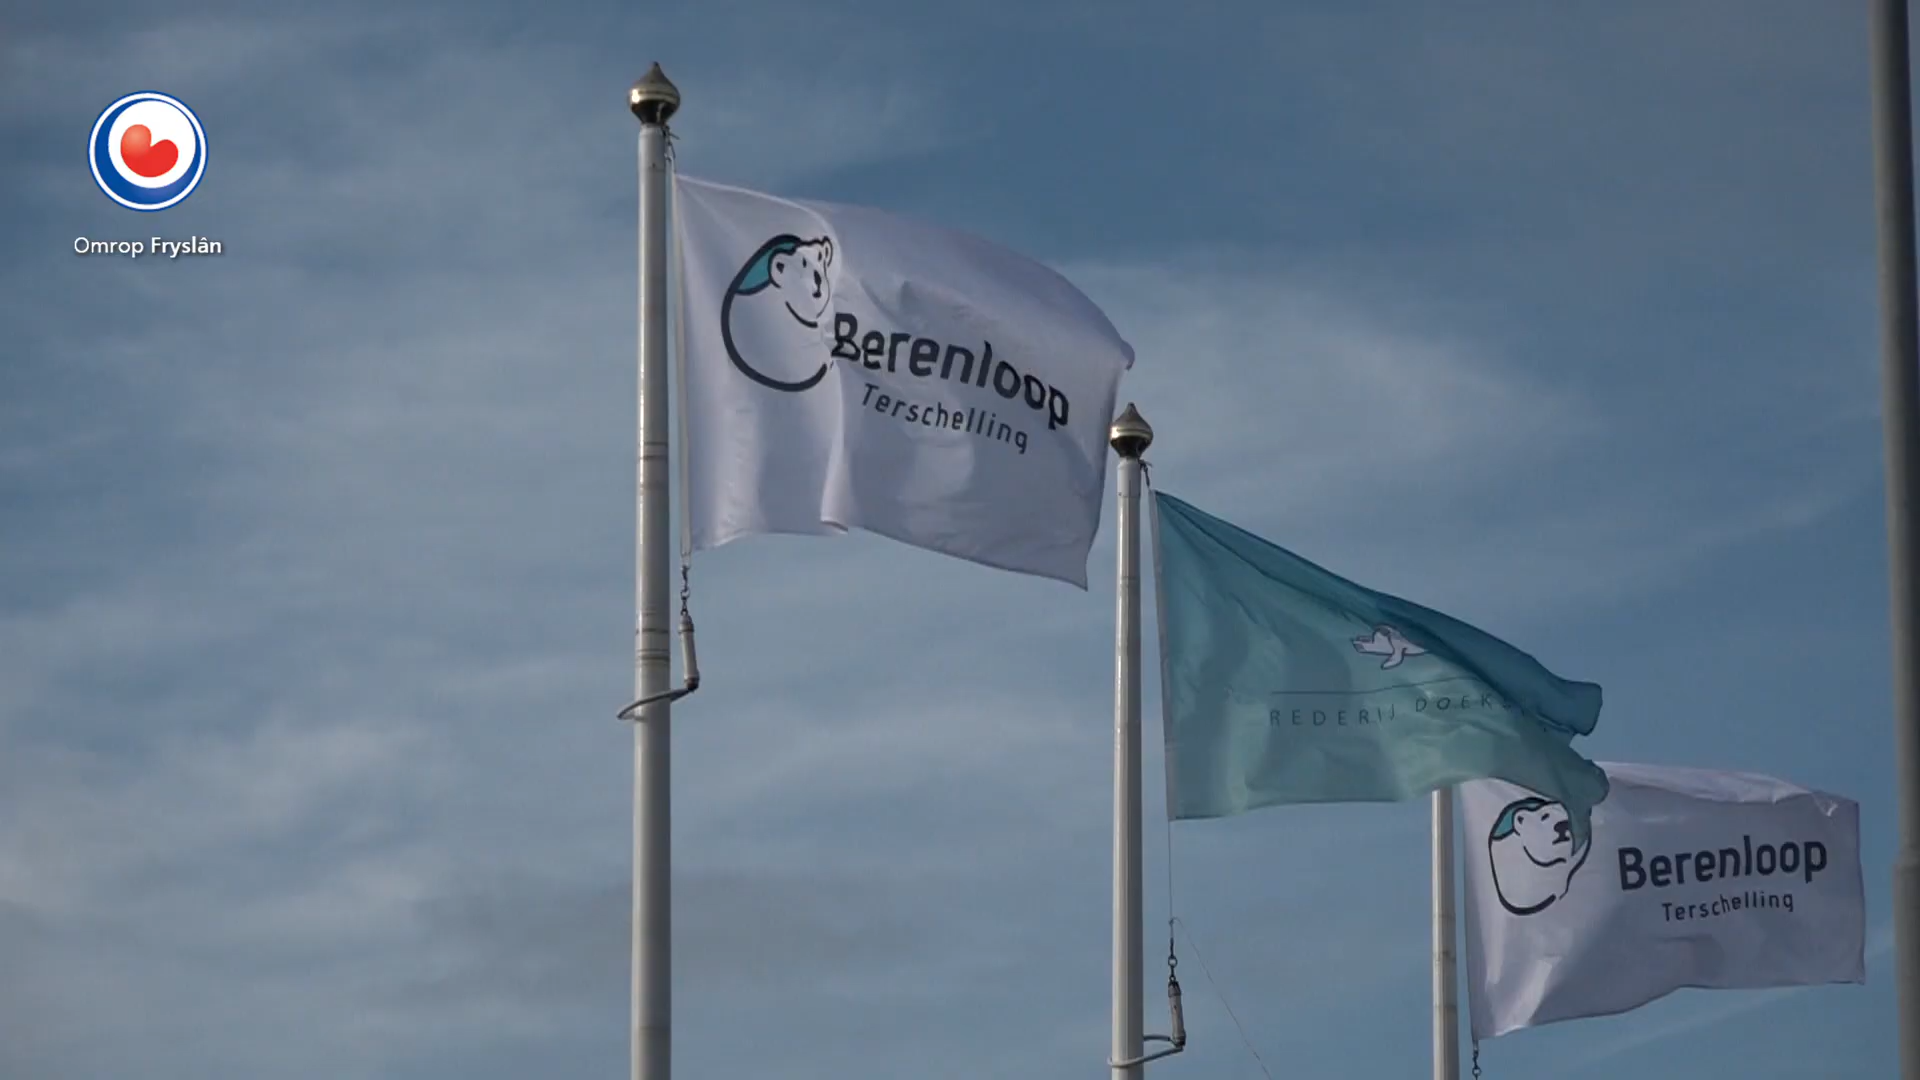 Omrop Fryslân
Berenloop
Terschelling
REDERIJ
Berenloop
Terschelling